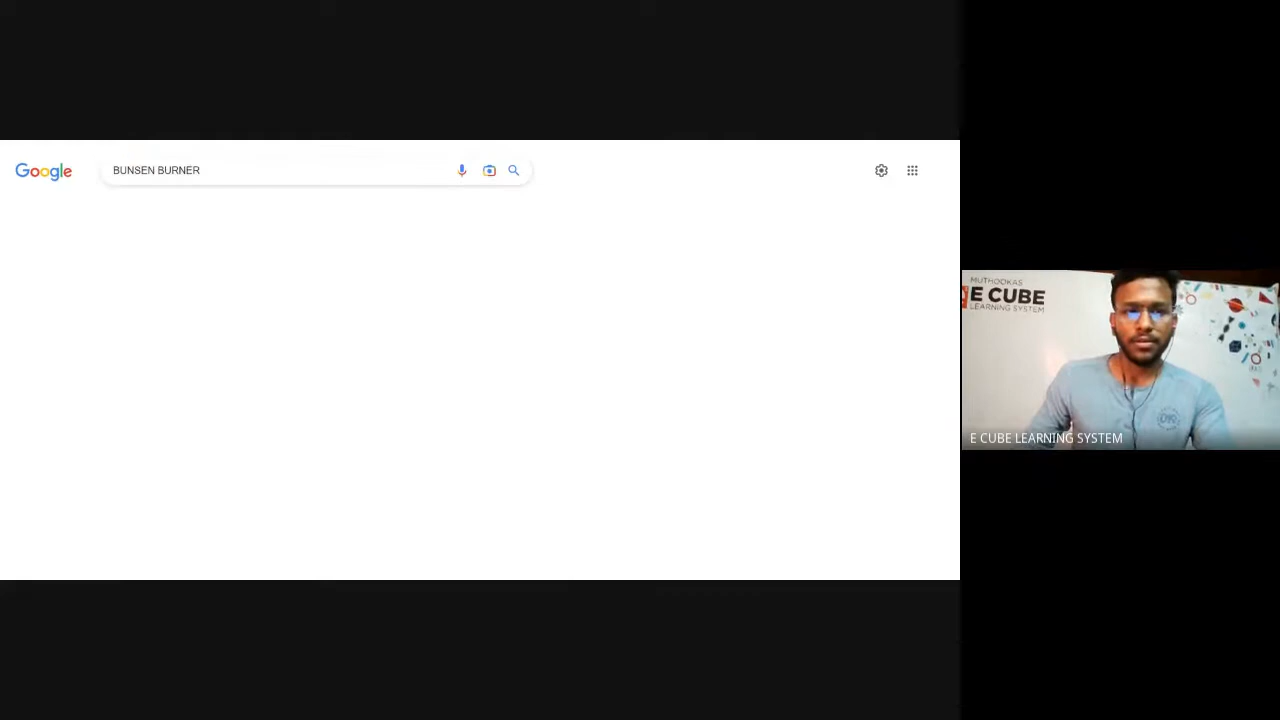 Google
BUNSEN BURNER
MUTHOOKAS
E CUBE
LEARNING SYSTEM
E CUBE LEARNING SYSTEM